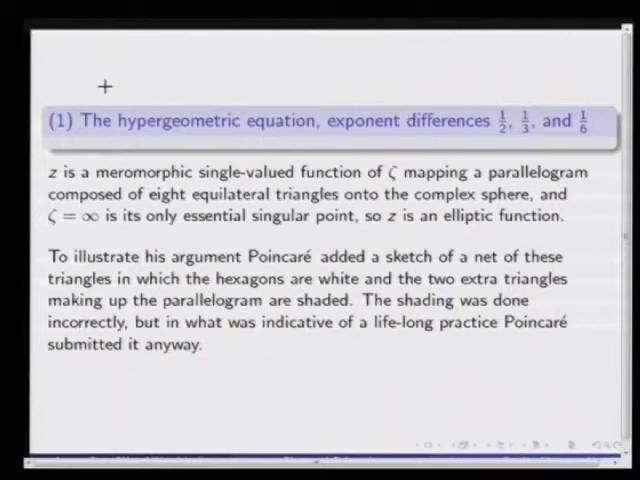 (1) The hypergeometric equation, exponent differences 1/2, 1/3, and 1/6
z is a meromorphic single-valued function of ζ mapping a parallelogram
composed of eight equilateral triangles onto the complex sphere, and
ζ = ∞ is its only essential singular point, so z is an elliptic function.
To illustrate his argument Poincaré added a sketch of a net of these
triangles in which the hexagons are white and the two extra triangles
making up the parallelogram are shaded. The shading was done
incorrectly, but in what was indicative of a life-long practice Poincaré
submitted it anyway.